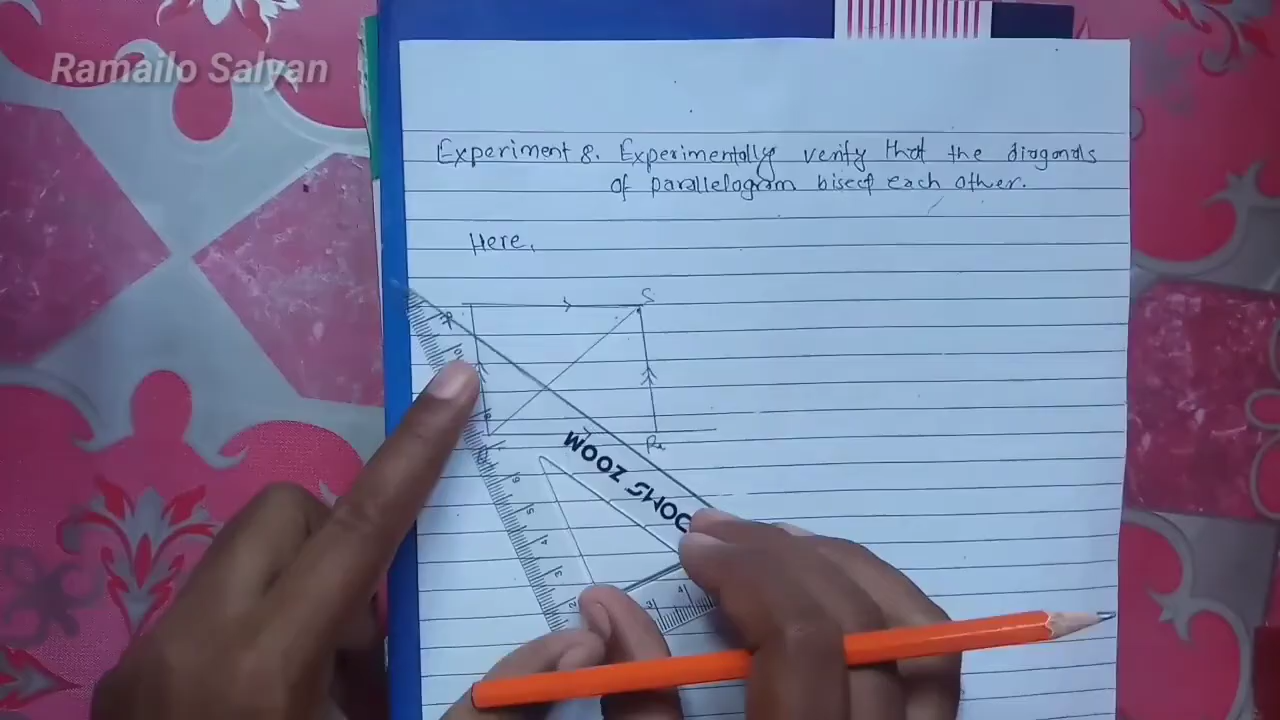 Ramailo Salyan
Experiment 8. Experimentally verify that the diagonals
of parallelogram bisect each other.
Here,
S
R
DOMS ZOOM